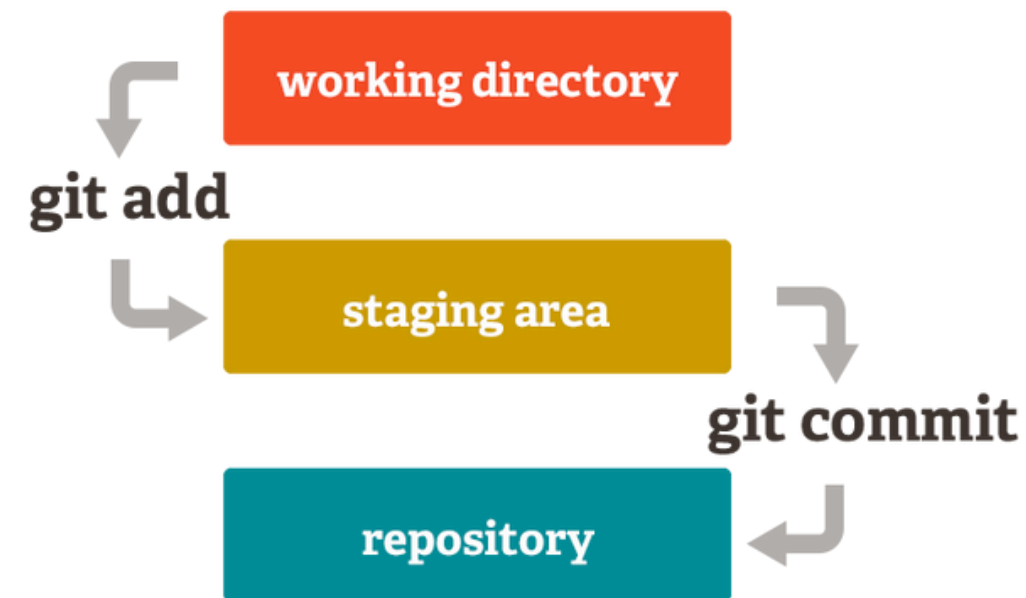 working directory
git add
staging area
git commit
repository